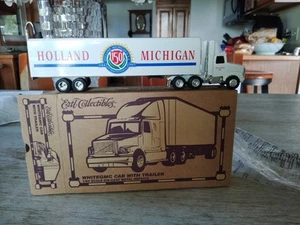 HOLLAND 150 MICHIGAN
Ertl Collectibles
WHITEGMC CAB WITH TRAILER